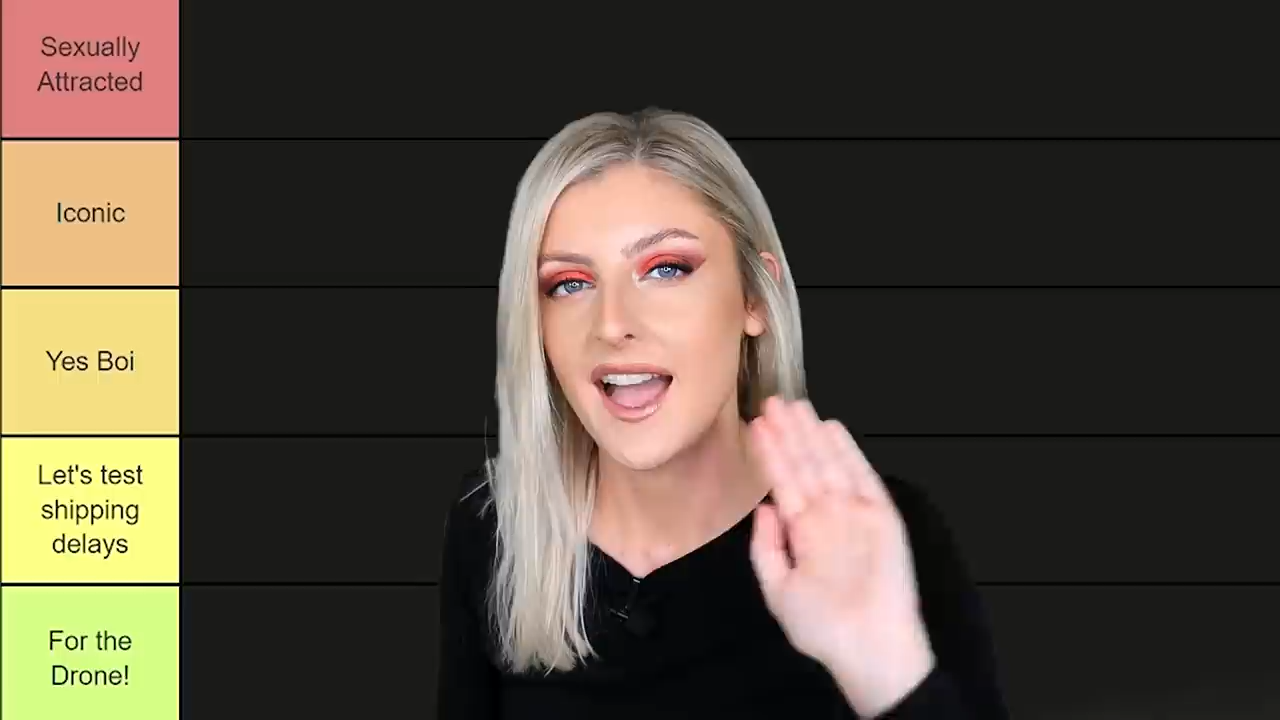 Sexually
Attracted
Iconic
Yes Boi
Let's test
shipping
delays
For the
Drone!